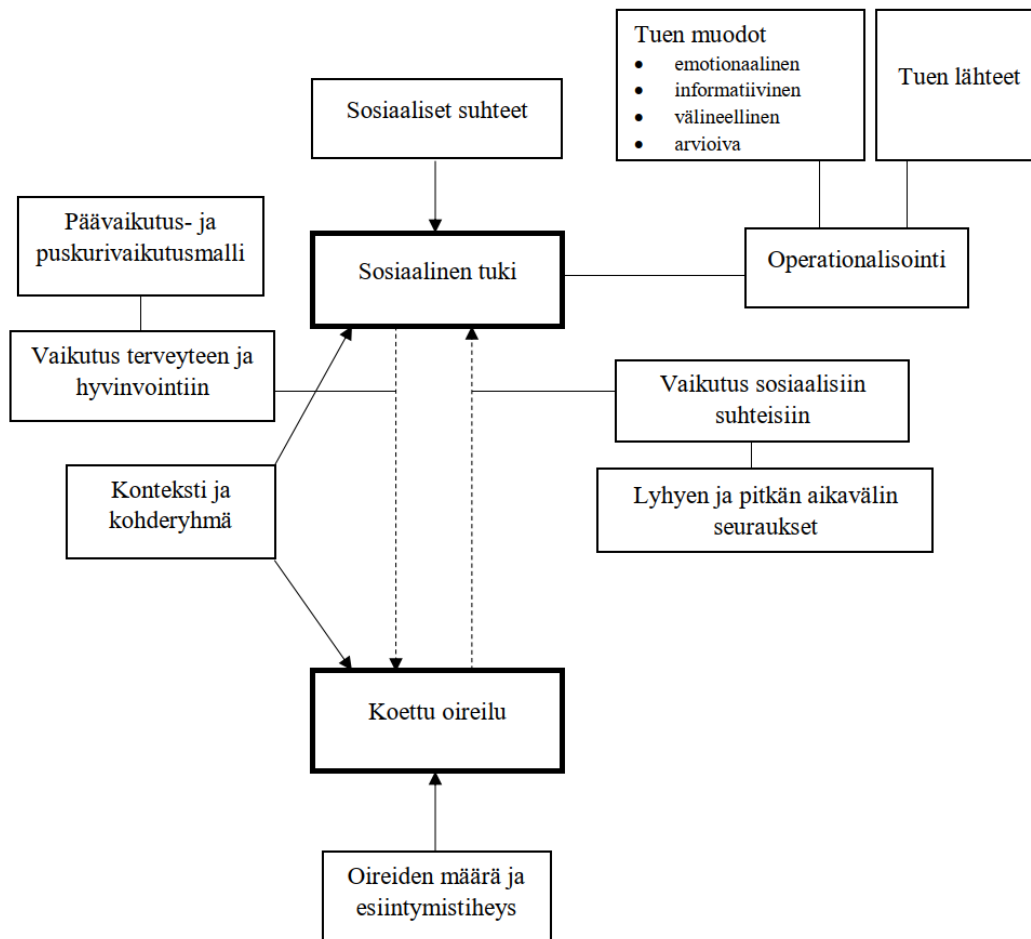 Tuen muodot
• emotionaalinen
• informatiivinen
• välineellinen
• arvioiva
Tuen lähteet
Sosiaaliset suhteet
Päävaikutus- ja
puskurivaikutusmalli
Sosiaalinen tuki
Operationalisointi
Vaikutus terveyteen ja
hyvinvointiin
Vaikutus sosiaalisiin
suhteisiin
Konteksti ja
kohderyhmä
Lyhyen ja pitkän aikavälin
seuraukset
Koettu oireilu
Oireiden määrä ja
esiintymistiheys